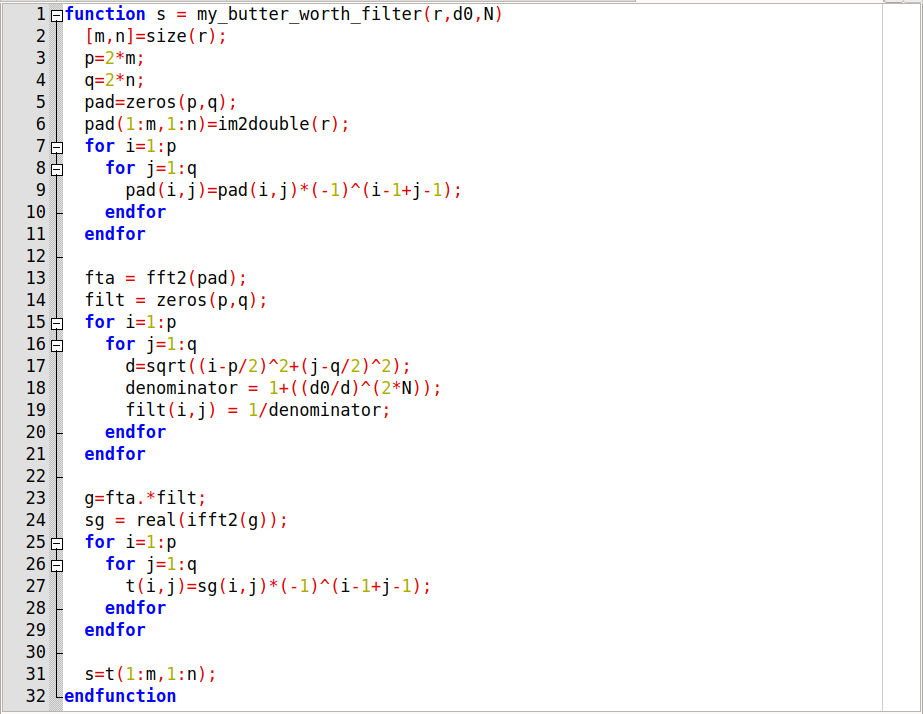 1 function s = my_butter_worth_filter(r,d0,N)
2   [m,n]=size(r);
3   p=2*m;
4   q=2*n;
5   pad=zeros(p,q);
6   pad(1:m,1:n)=im2double(r);
7   for i=1:p
8     for j=1:q
9       pad(i,j)=pad(i,j)*(-1)^(i-1+j-1);
10     endfor
11   endfor
12
13   fta = fft2(pad);
14   filt = zeros(p,q);
15   for i=1:p
16     for j=1:q
17       d=sqrt((i-p/2)^2+(j-q/2)^2);
18       denominator = 1+((d0/d)^(2*N));
19       filt(i,j) = 1/denominator;
20     endfor
21   endfor
22
23   g=fta.*filt;
24   sg = real(ifft2(g));
25   for i=1:p
26     for j=1:q
27       t(i,j)=sg(i,j)*(-1)^(i-1+j-1);
28     endfor
29   endfor
30
31   s=t(1:m,1:n);
32 endfunction